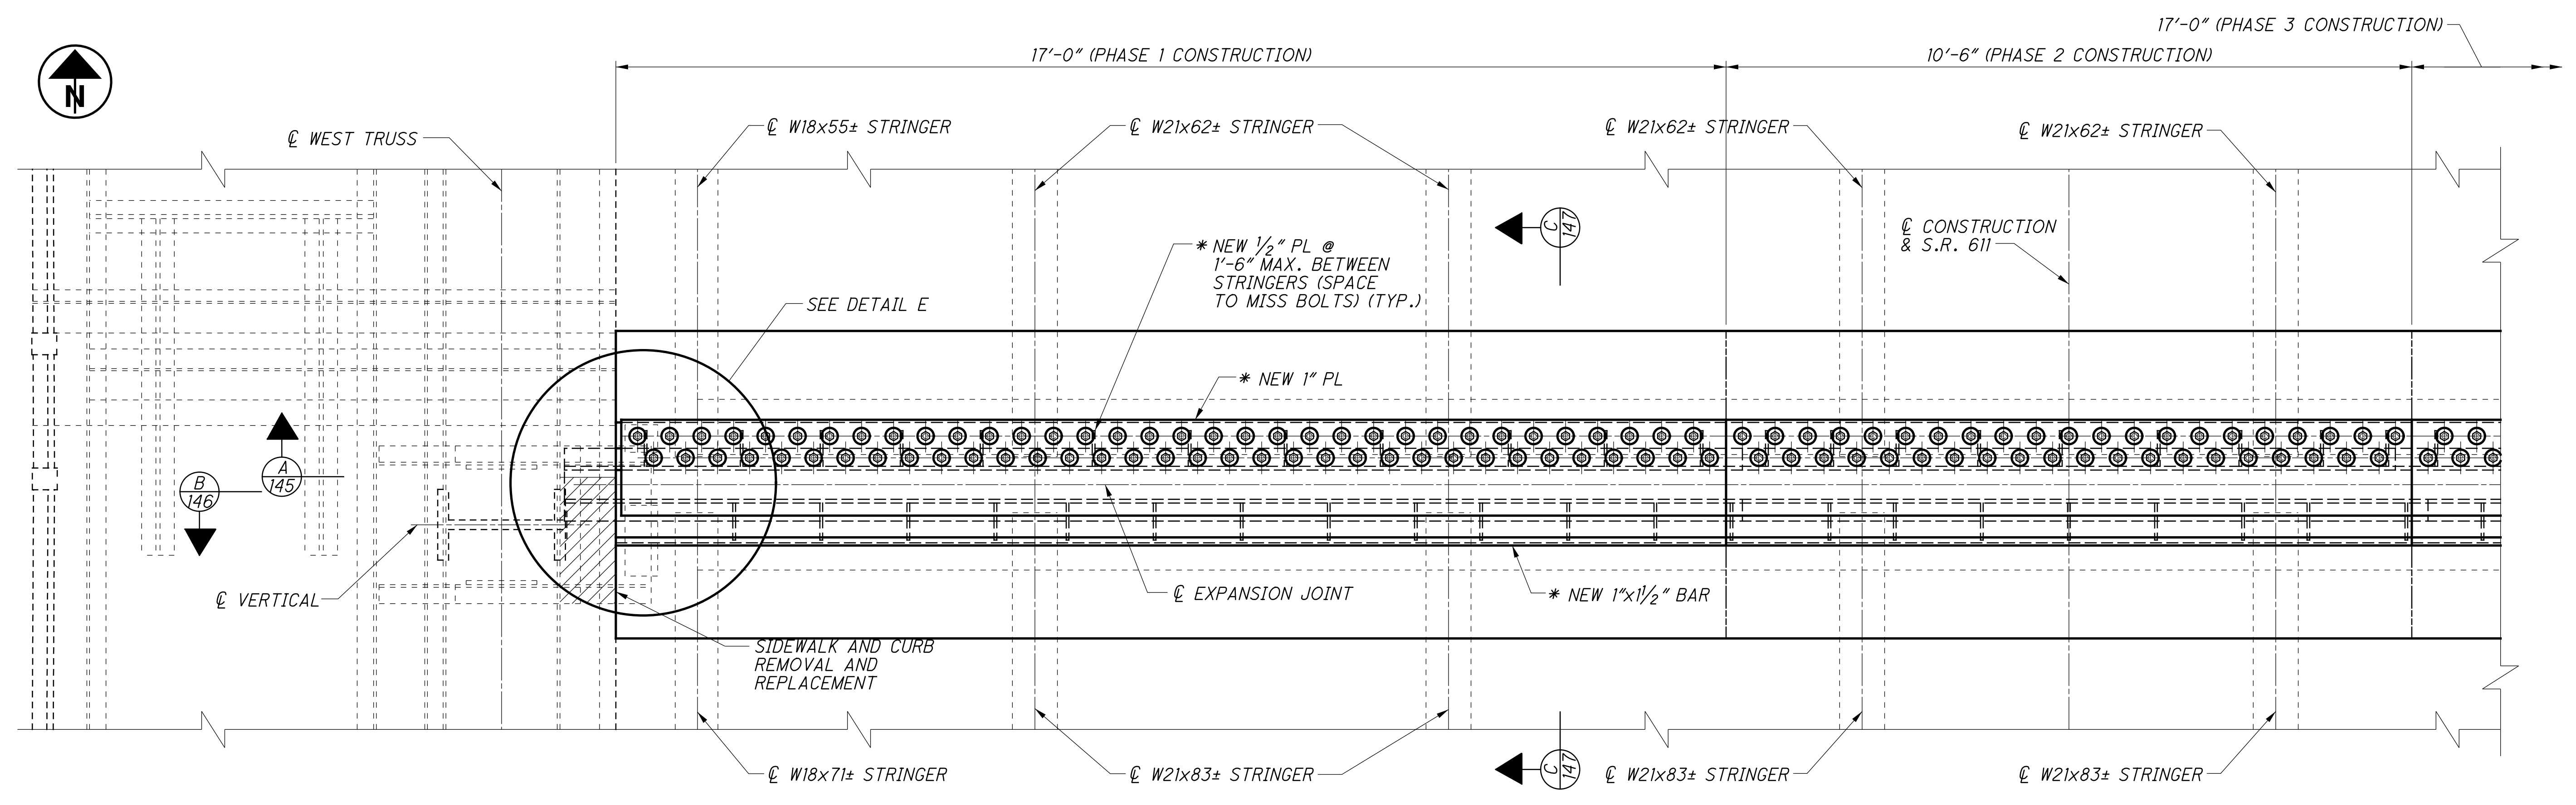 17'-0" (PHASE 3 CONSTRUCTION)
17'-0" (PHASE 1 CONSTRUCTION)
10'-6" (PHASE 2 CONSTRUCTION)
N
℄ WEST TRUSS
℄ W18x55± STRINGER
℄ W21x62± STRINGER
℄ W21x62± STRINGER
℄ W21x62± STRINGER
C
147
℄ CONSTRUCTION
& S.R. 611
* NEW 1/2" PL @
1'-6" MAX. BETWEEN
STRINGERS (SPACE
TO MISS BOLTS) (TYP.)
SEE DETAIL E
* NEW 1" PL
A
145
B
146
℄ VERTICAL
℄ EXPANSION JOINT
* NEW 1"x1 1/2" BAR
SIDEWALK AND CURB
REMOVAL AND
REPLACEMENT
℄ W18x71± STRINGER
℄ W21x83± STRINGER
C
147
℄ W21x83± STRINGER
℄ W21x83± STRINGER